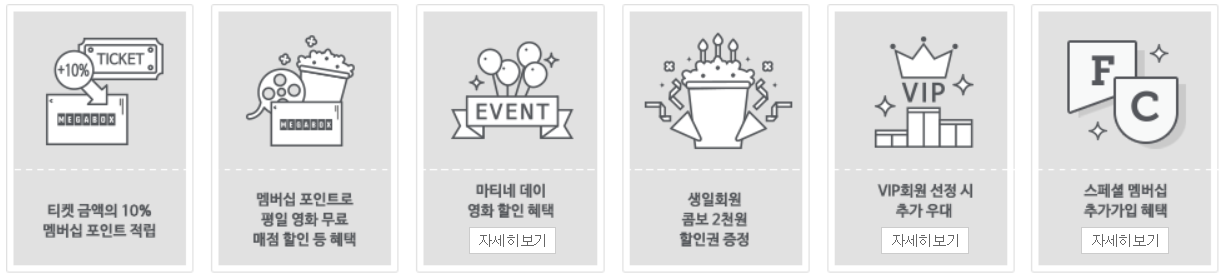 TICKET
+10%
MEGABOX
티켓 금액의 10%
멤버십 포인트 적립
MEGABOX
멤버십 포인트로
평일 영화 무료
매점 할인 등 혜택
EVENT
마티네 데이
영화 할인 혜택
자세히보기
생일회원
콤보 2천원
할인권 증정
VIP
VIP회원 선정 시
추가 우대
자세히보기
F
C
스페셜 멤버십
추가가입 혜택
자세히보기